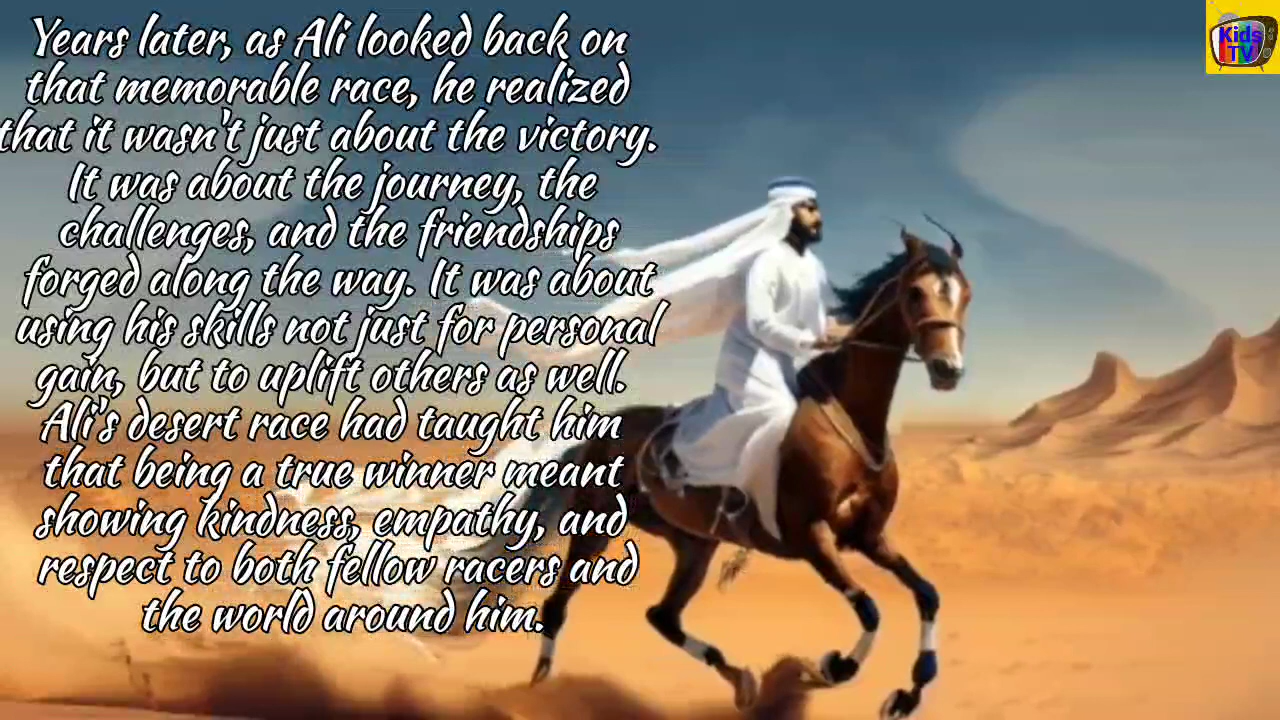 Years later, as Ali looked back on
that memorable race, he realized
that it wasn't just about the victory.
It was about the journey, the
challenges, and the friendships
forged along the way. It was about
using his skills not just for personal
gain, but to uplift others as well.
Ali's desert race had taught him
that being a true winner meant
showing kindness, empathy, and
respect to both fellow racers and
the world around him.
Kids
TV